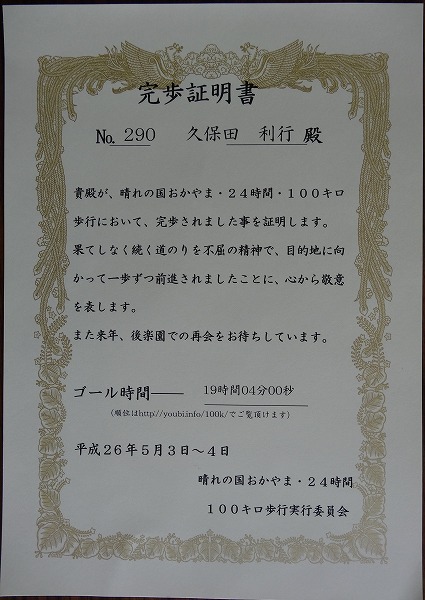 完歩証明書
No. 290 久保田 利行 殿
貴殿が、晴れの国おかやま・24時間・100キロ
歩行において、完歩されました事を証明します。
果てしなく続く道のりを不屈の精神で、目的地に向
かって一歩ずつ前進されましたことに、心から敬意
を表します。
また来年、後楽園での再会をお待ちしています。
ゴール時間―― 19時間04分00秒
(順位はhttp://youbi.info/100k/でご覧頂けます)
平成26年5月3日～4日
晴れの国おかやま・24時間
100キロ歩行実行委員会